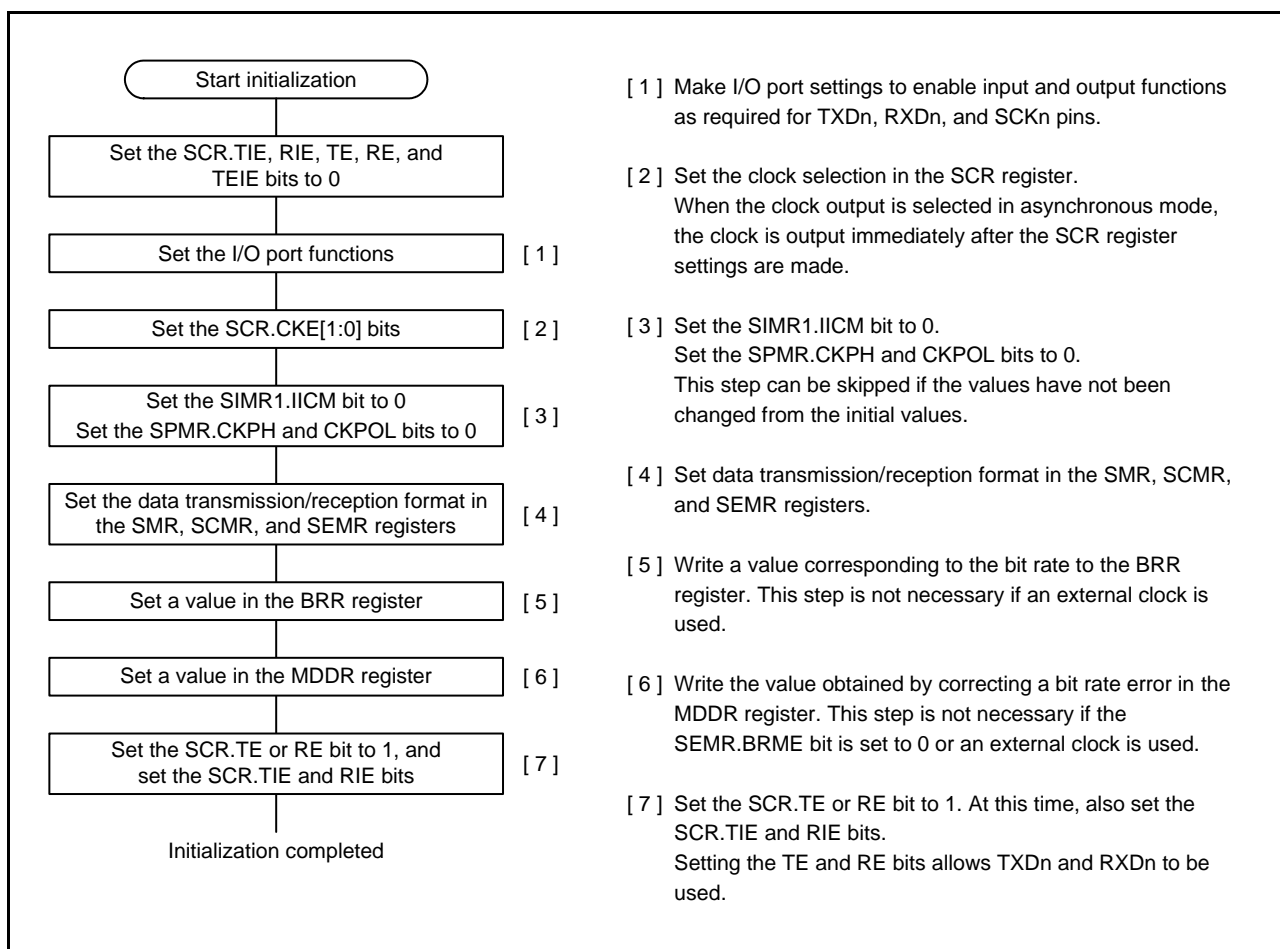 Start initialization
Set the SCR.TIE, RIE, TE, RE, and
TEIE bits to 0
Set the I/O port functions
[ 1 ]
Set the SCR.CKE[1:0] bits
[ 2 ]
Set the SIMR1.IICM bit to 0
Set the SPMR.CKPH and CKPOL bits to 0
[ 3 ]
Set the data transmission/reception format in
the SMR, SCMR, and SEMR registers
[ 4 ]
Set a value in the BRR register
[ 5 ]
Set a value in the MDDR register
[ 6 ]
Set the SCR.TE or RE bit to 1, and
set the SCR.TIE and RIE bits
[ 7 ]
Initialization completed
[ 1 ] Make I/O port settings to enable input and output functions
as required for TXDn, RXDn, and SCKn pins.
[ 2 ] Set the clock selection in the SCR register.
When the clock output is selected in asynchronous mode,
the clock is output immediately after the SCR register
settings are made.
[ 3 ] Set the SIMR1.IICM bit to 0.
Set the SPMR.CKPH and CKPOL bits to 0.
This step can be skipped if the values have not been
changed from the initial values.
[ 4 ] Set data transmission/reception format in the SMR, SCMR,
and SEMR registers.
[ 5 ] Write a value corresponding to the bit rate to the BRR
register. This step is not necessary if an external clock is
used.
[ 6 ] Write the value obtained by correcting a bit rate error in the
MDDR register. This step is not necessary if the
SEMR.BRME bit is set to 0 or an external clock is used.
[ 7 ] Set the SCR.TE or RE bit to 1. At this time, also set the
SCR.TIE and RIE bits.
Setting the TE and RE bits allows TXDn and RXDn to be
used.